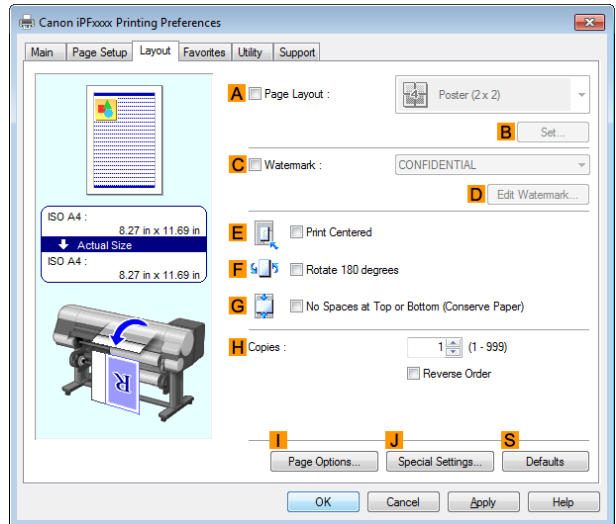 Canon iPFxxxx Printing Preferences
Main Page Setup Layout Favorites Utility Support
A Page Layout : 4 Poster (2 x 2)
B Set...
C Watermark : CONFIDENTIAL
D Edit Watermark...
ISO A4 :
8.27 in x 11.69 in
Actual Size
ISO A4 :
8.27 in x 11.69 in
E Print Centered
F Rotate 180 degrees
G No Spaces at Top or Bottom (Conserve Paper)
H Copies : 1 (1 - 999)
Reverse Order
R
I J S
Page Options... Special Settings... Defaults
OK Cancel Apply Help